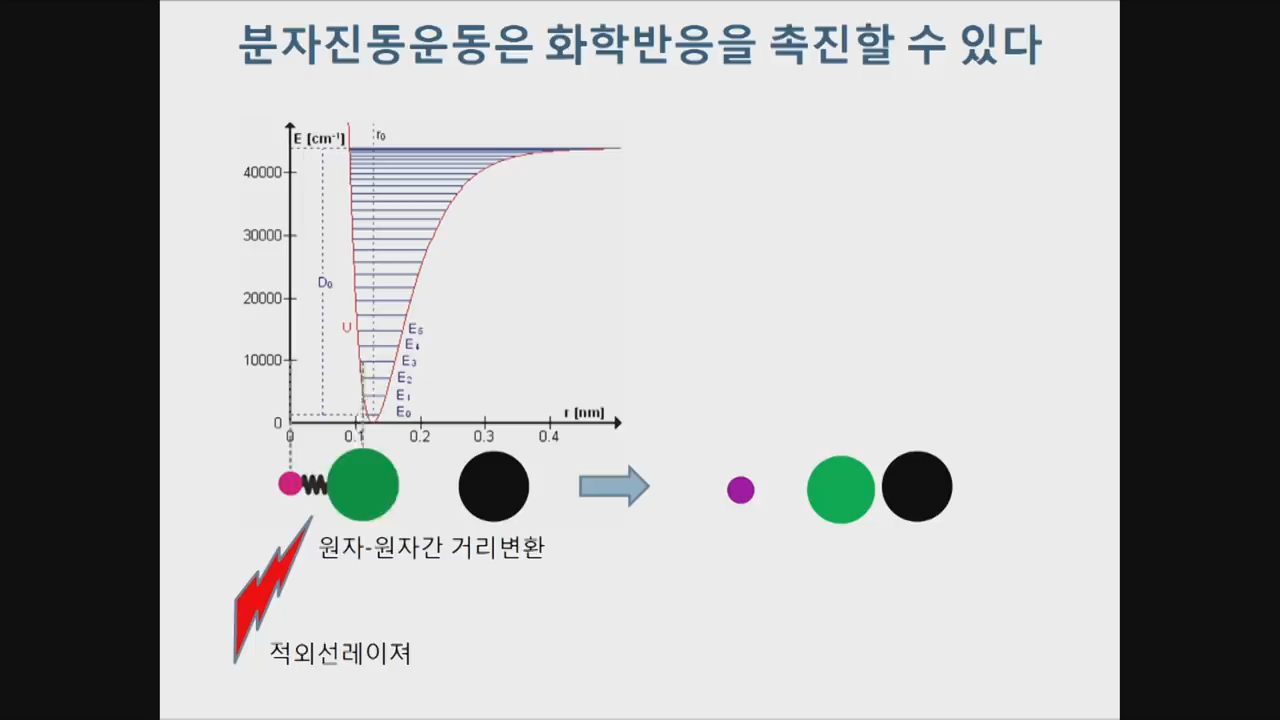 분자진동운동은 화학반응을 촉진할 수 있다
E [cm⁻¹]
r₀
40000
30000
20000
10000
0
D₀
U
E₅
E₄
E₃
E₂
E₁
E₀
r [nm]
0 0.1 0.2 0.3 0.4
원자-원자간 거리변환
적외선레이져